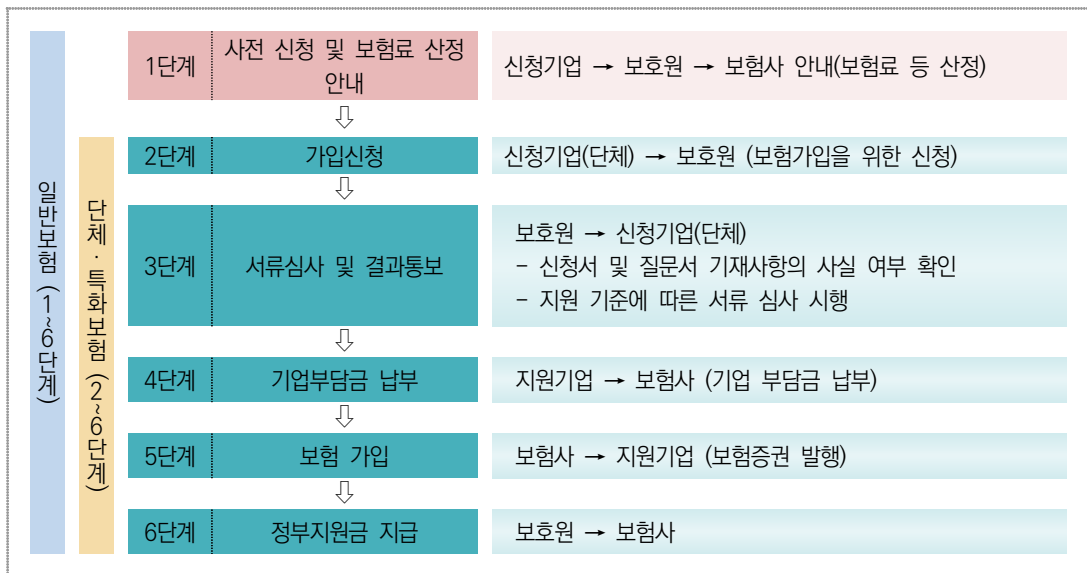 일반보험 (1~6단계)
단체·특화보험 (2~6단계)
1단계
사전 신청 및 보험료 산정
안내
신청기업 → 보호원 → 보험사 안내(보험료 등 산정)
⇩
2단계
가입신청
신청기업(단체) → 보호원 (보험가입을 위한 신청)
⇩
3단계
서류심사 및 결과통보
보호원 → 신청기업(단체)
- 신청서 및 질문서 기재사항의 사실 여부 확인
- 지원 기준에 따른 서류 심사 시행
⇩
4단계
기업부담금 납부
지원기업 → 보험사 (기업 부담금 납부)
⇩
5단계
보험 가입
보험사 → 지원기업 (보험증권 발행)
⇩
6단계
정부지원금 지급
보호원 → 보험사